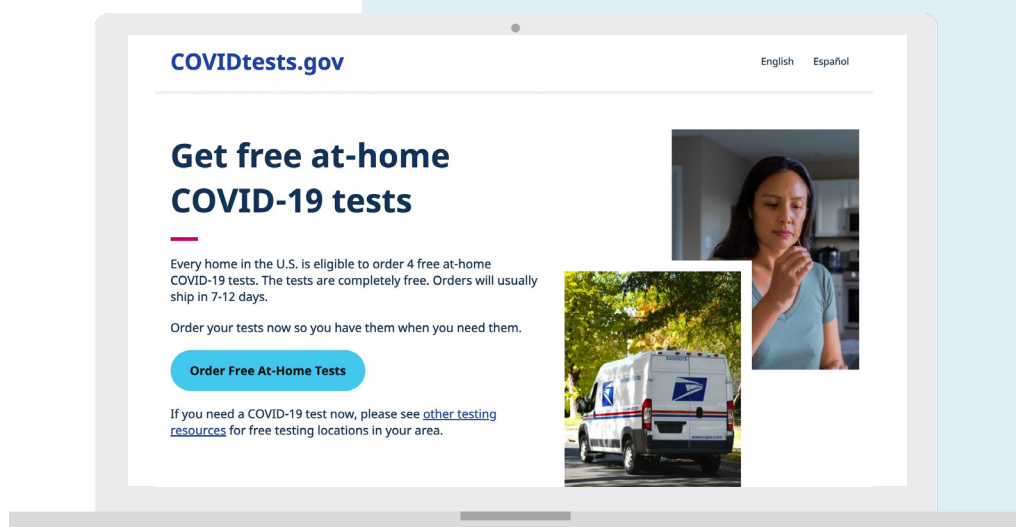 COVIDtests.gov
English Español
Get free at-home
COVID-19 tests
Every home in the U.S. is eligible to order 4 free at-home
COVID-19 tests. The tests are completely free. Orders will usually
ship in 7-12 days.
Order your tests now so you have them when you need them.
Order Free At-Home Tests
If you need a COVID-19 test now, please see other testing
resources for free testing locations in your area.